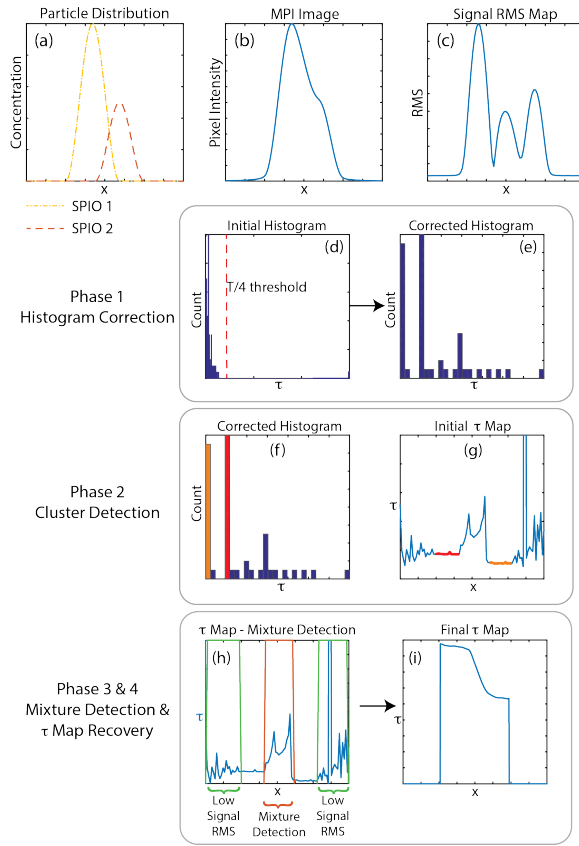 Particle Distribution
MPI Image
Signal RMS Map
(a)
(b)
(c)
Concentration
Pixel Intensity
RMS
x
x
x
SPIO 1
SPIO 2
Phase 1
Histogram Correction
Initial Histogram
Corrected Histogram
(d)
(e)
T/4 threshold
Count
Count
τ
τ
Phase 2
Cluster Detection
Corrected Histogram
Initial τ Map
(f)
(g)
Count
τ
τ
x
Phase 3 & 4
Mixture Detection &
τ Map Recovery
τ Map - Mixture Detection
Final τ Map
(h)
(i)
τ
τ
x
x
Low
Signal
RMS
Mixture
Detection
Low
Signal
RMS